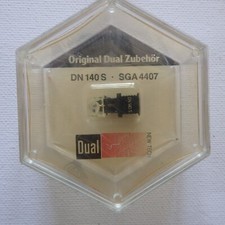 Original Dual Zubehör
DN 140 S · SGA 4407
Dual